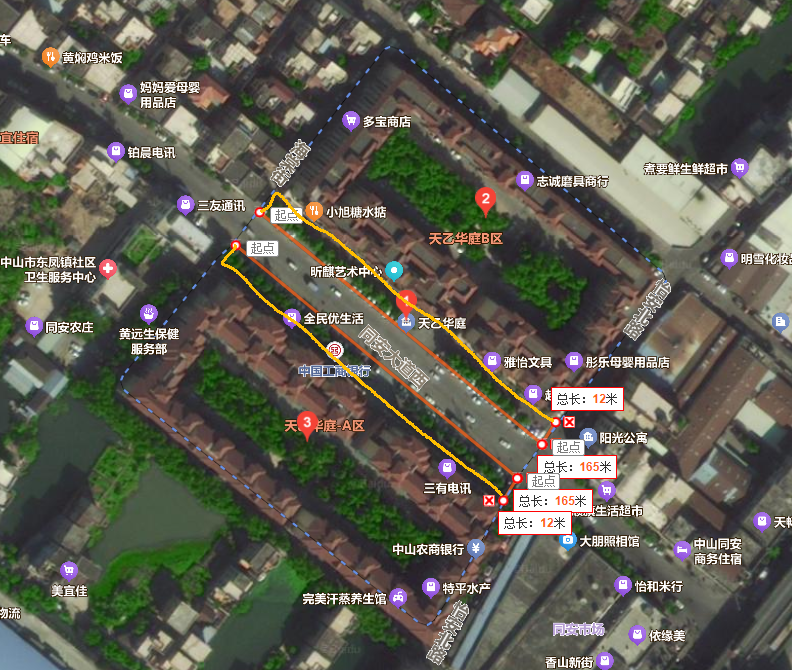 车
黄焖鸡米饭
妈妈爱母婴
用品店
多宝商店
宜住宿
铂晨电讯
煮要鲜生鲜超市
志诚磨具商行
三友通讯
起点
小旭糖水掂
2
天乙华庭B区
起点
中山市东凤镇社区
卫生服务中心
昕麒艺术中心
明雪化妆品
1
全民优生活
天乙华庭
同安庄
黄远生保健
服务部
同安大道西
中国工商银行
雅怡文具
彤乐母婴用品店
总长：12米
3
天
华庭-A区
阳光公寓
起点
总长：165米
三有电讯
起点
总长：165米
生活超市
总长：12米
大朋照相馆
中山农商银行
中山同安
商务住宿
美宜佳
特平水产
怡和米行
完美汗蒸养生馆
物流
同安市场
依缘美
香山新街